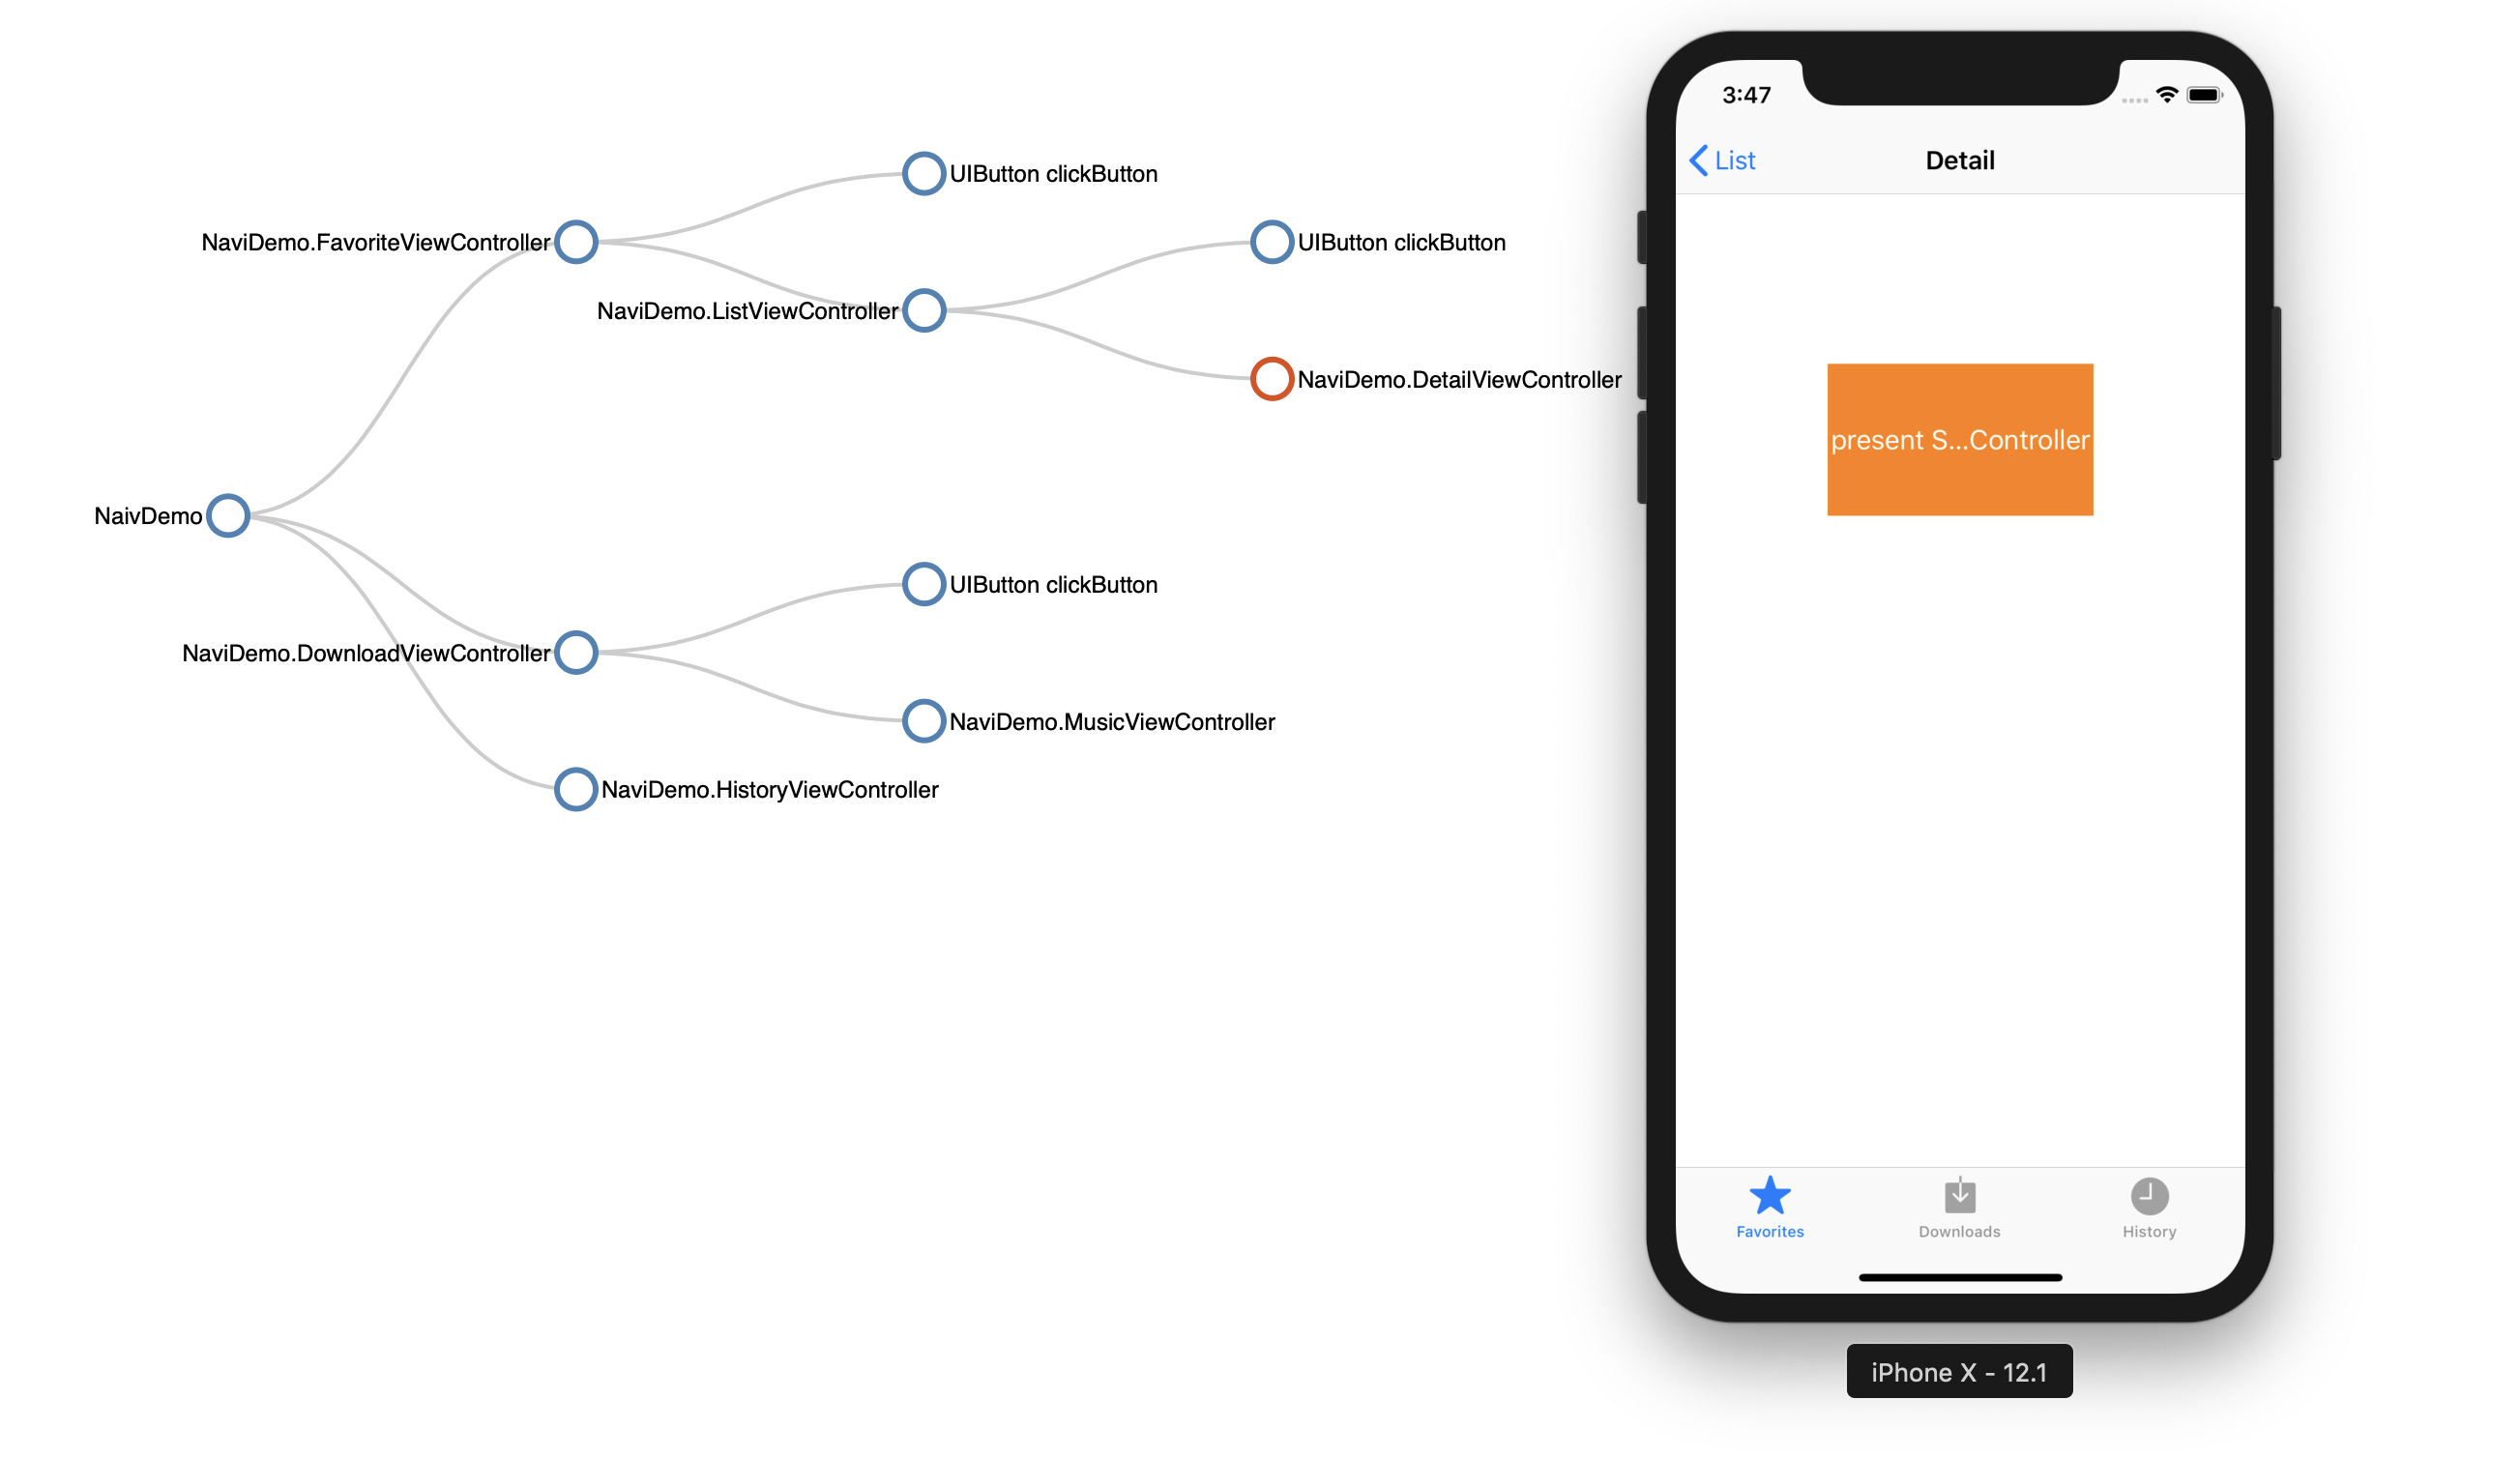 UIButton clickButton
NaviDemo.FavoriteViewController
UIButton clickButton
NaviDemo.ListViewController
NaviDemo.DetailViewController
NaivDemo
UIButton clickButton
NaviDemo.DownloadViewController
NaviDemo.MusicViewController
NaviDemo.HistoryViewController
3:47
List
Detail
present S...Controller
Favorites
Downloads
History
iPhone X - 12.1